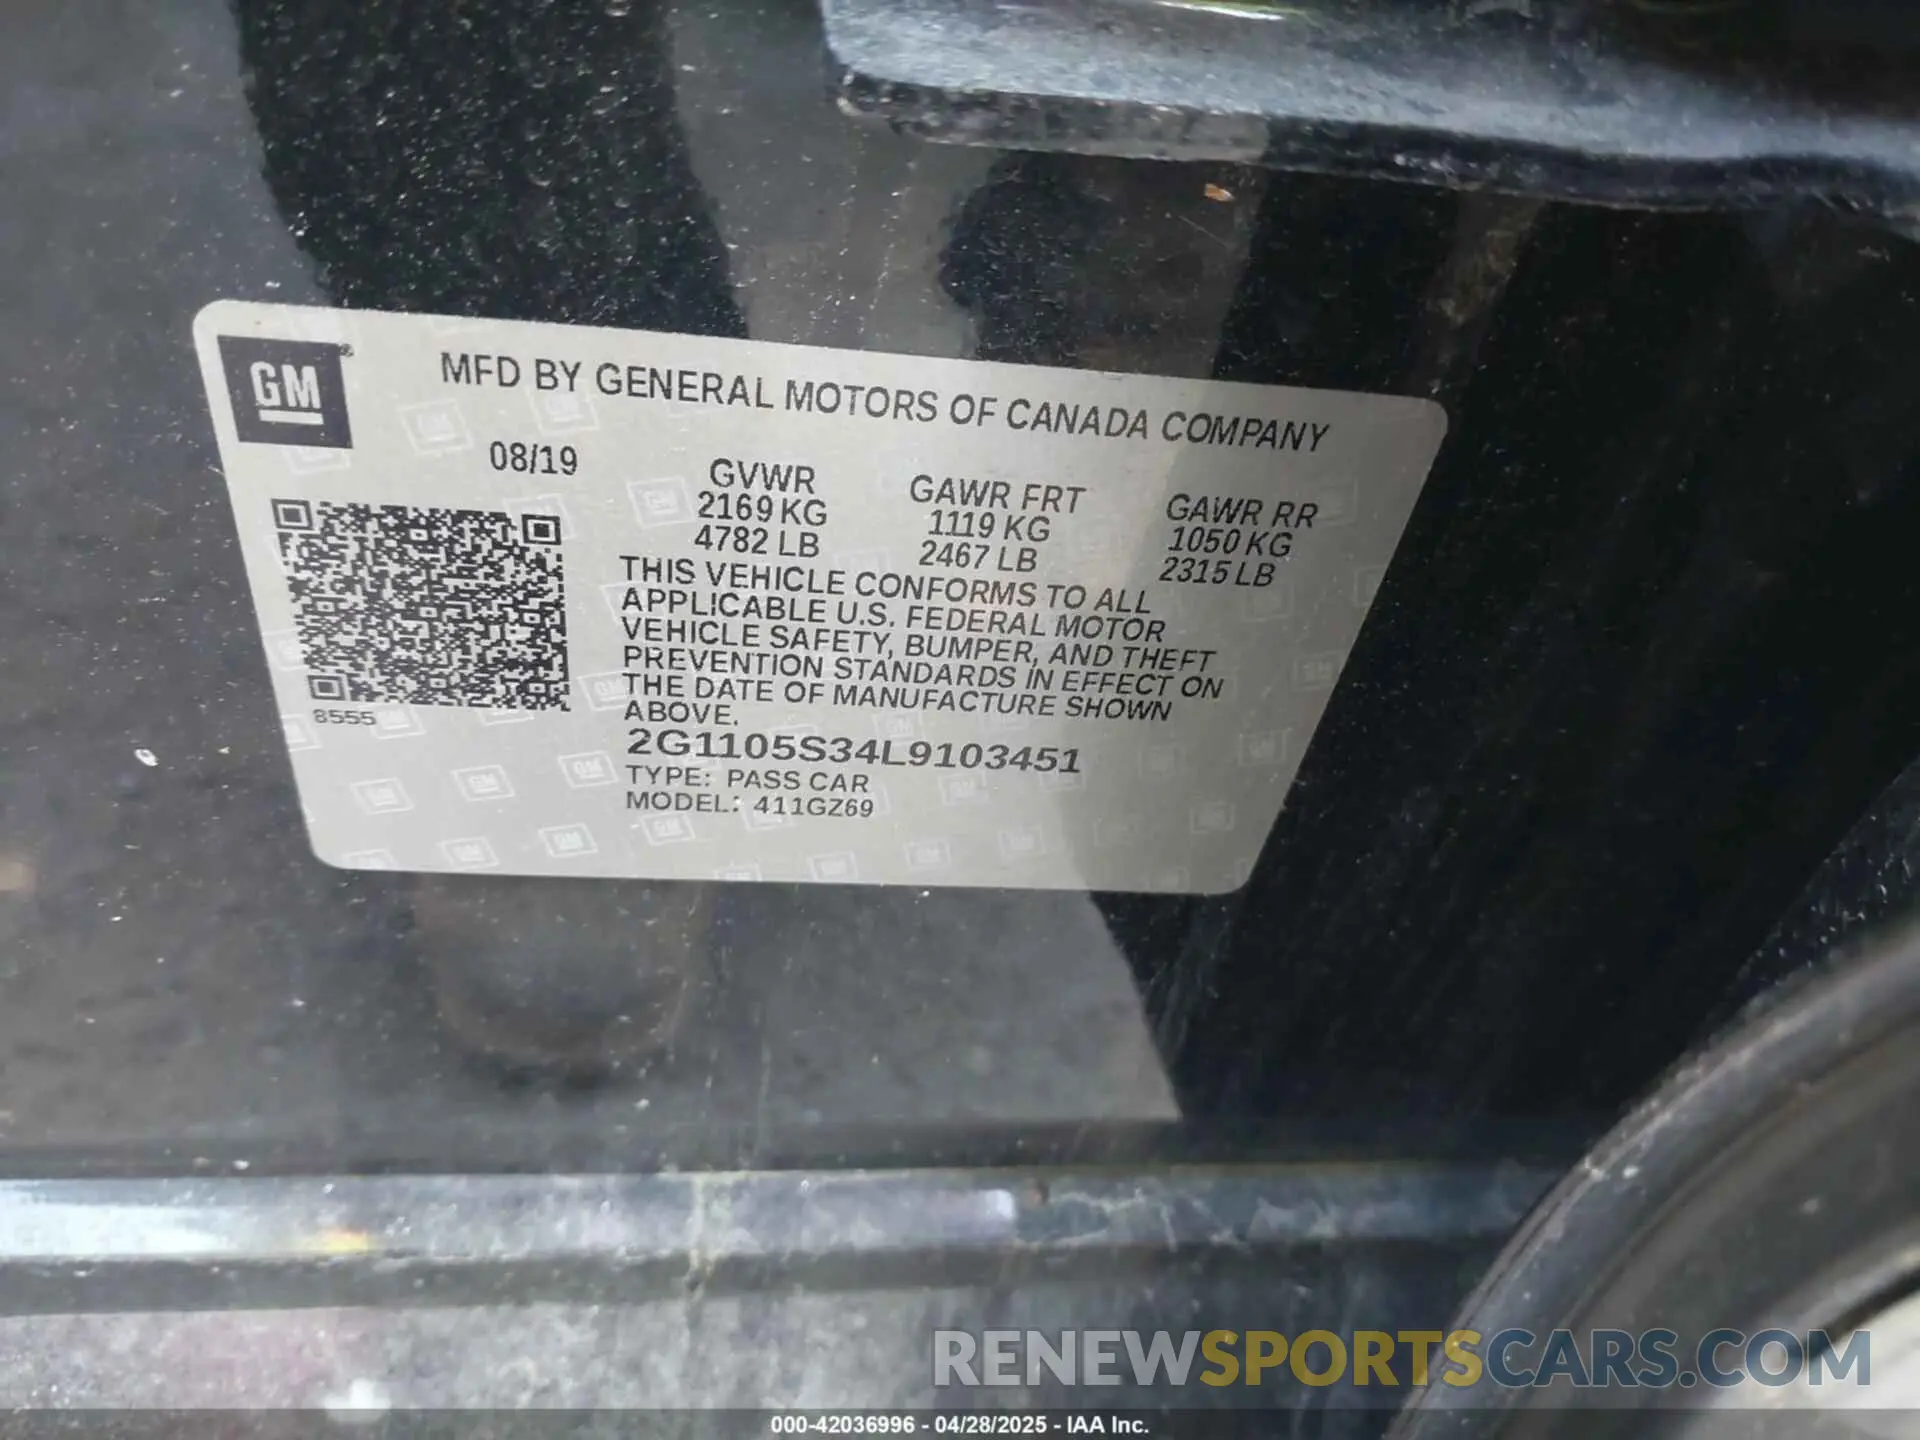 GM
MFD BY GENERAL MOTORS OF CANADA COMPANY
08/19
GVWR GAWR FRT GAWR RR
2169 KG 1119 KG 1050 KG
4782 LB 2467 LB 2315 LB
THIS VEHICLE CONFORMS TO ALL
APPLICABLE U.S. FEDERAL MOTOR
VEHICLE SAFETY, BUMPER, AND THEFT
PREVENTION STANDARDS IN EFFECT ON
THE DATE OF MANUFACTURE SHOWN
ABOVE.
8555
2G1105S34L9103451
TYPE: PASS CAR
MODEL: 411GZ69
RENEWSPORTSCARS.COM
000-42036996 - 04/28/2025 - IAA Inc.